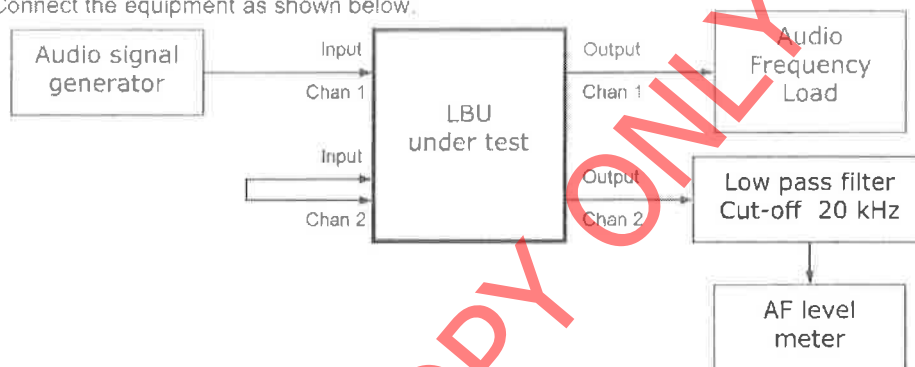 Connect the equipment as shown below.
Audio signal
generator
Input
Chan 1
Input
Chan 2
LBU
under test
Output
Chan 1
Output
Chan 2
Audio
Frequency
Load
Low pass filter
Cut-off 20 kHz
AF level
meter
OPY ONLY